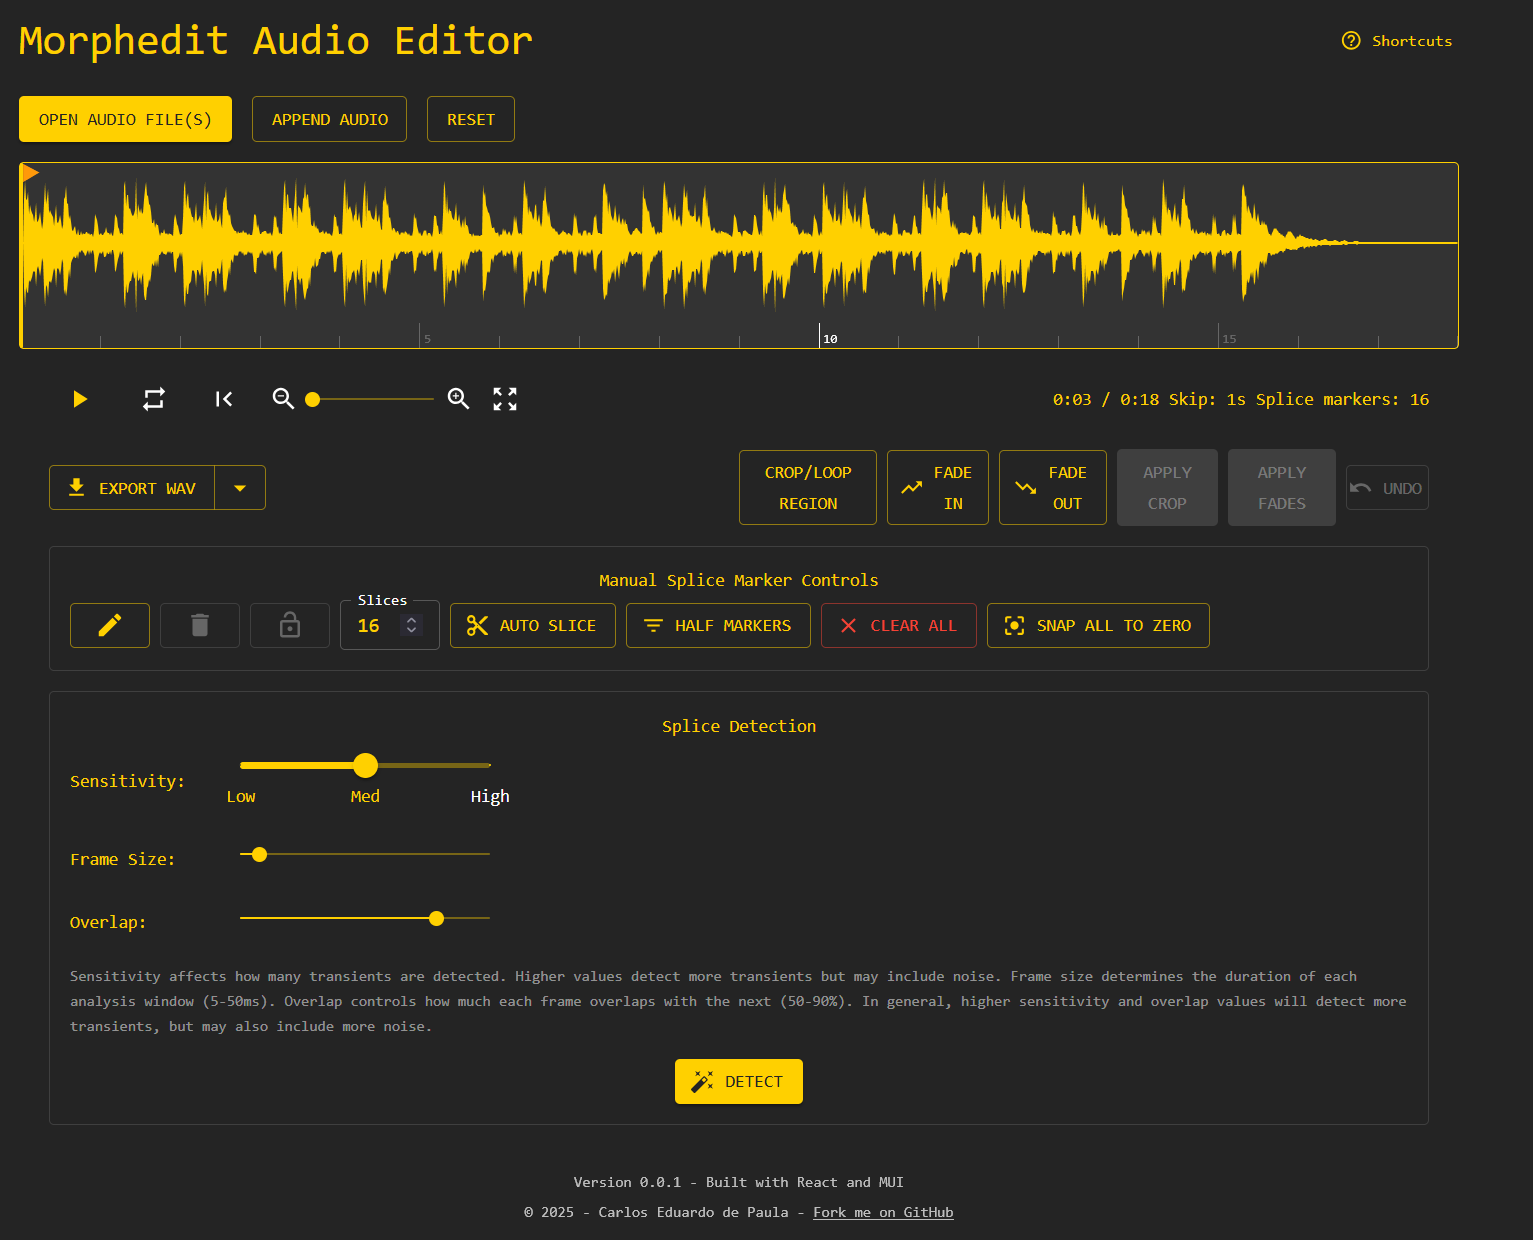 Morphedit Audio Editor
Shortcuts
OPEN AUDIO FILE(S)
APPEND AUDIO
RESET
5
10
15
0:03 / 0:18 Skip: 1s Splice markers: 16
EXPORT WAV
CROP/LOOP
REGION
FADE
IN
FADE
OUT
APPLY
CROP
APPLY
FADES
UNDO
Manual Splice Marker Controls
Slices
16
AUTO SLICE
HALF MARKERS
CLEAR ALL
SNAP ALL TO ZERO
Splice Detection
Sensitivity:
Low
Med
High
Frame Size:
Overlap:
Sensitivity affects how many transients are detected. Higher values detect more transients but may include noise. Frame size determines the duration of each
analysis window (5-50ms). Overlap controls how much each frame overlaps with the next (50-90%). In general, higher sensitivity and overlap values will detect more
transients, but may also include more noise.
DETECT
Version 0.0.1 - Built with React and MUI
© 2025 - Carlos Eduardo de Paula - Fork me on GitHub